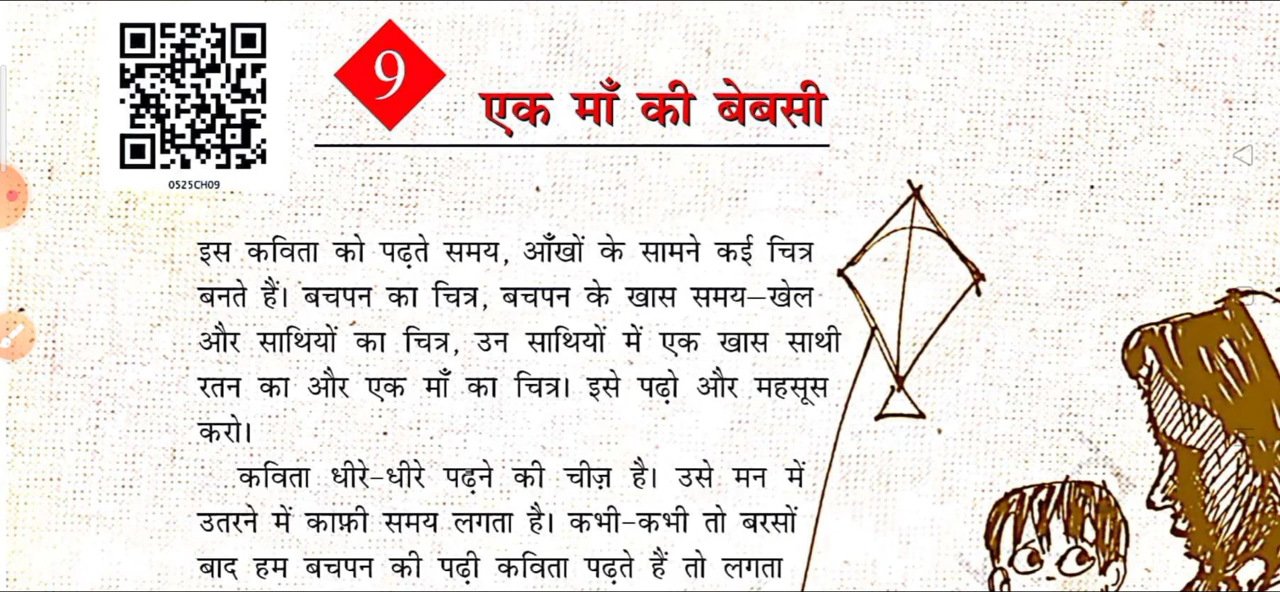 0525CH09
9
एक माँ की बेबसी
इस कविता को पढ़ते समय, आँखों के सामने कई चित्र
बनते हैं। बचपन का चित्र, बचपन के खास समय–खेल
और साथियों का चित्र, उन साथियों में एक खास साथी
रतन का और एक माँ का चित्र। इसे पढ़ो और महसूस
करो।
कविता धीरे-धीरे पढ़ने की चीज़ है। उसे मन में
उतरने में काफ़ी समय लगता है। कभी-कभी तो बरसों
बाद हम बचपन की पढ़ी कविता पढ़ते हैं तो लगता